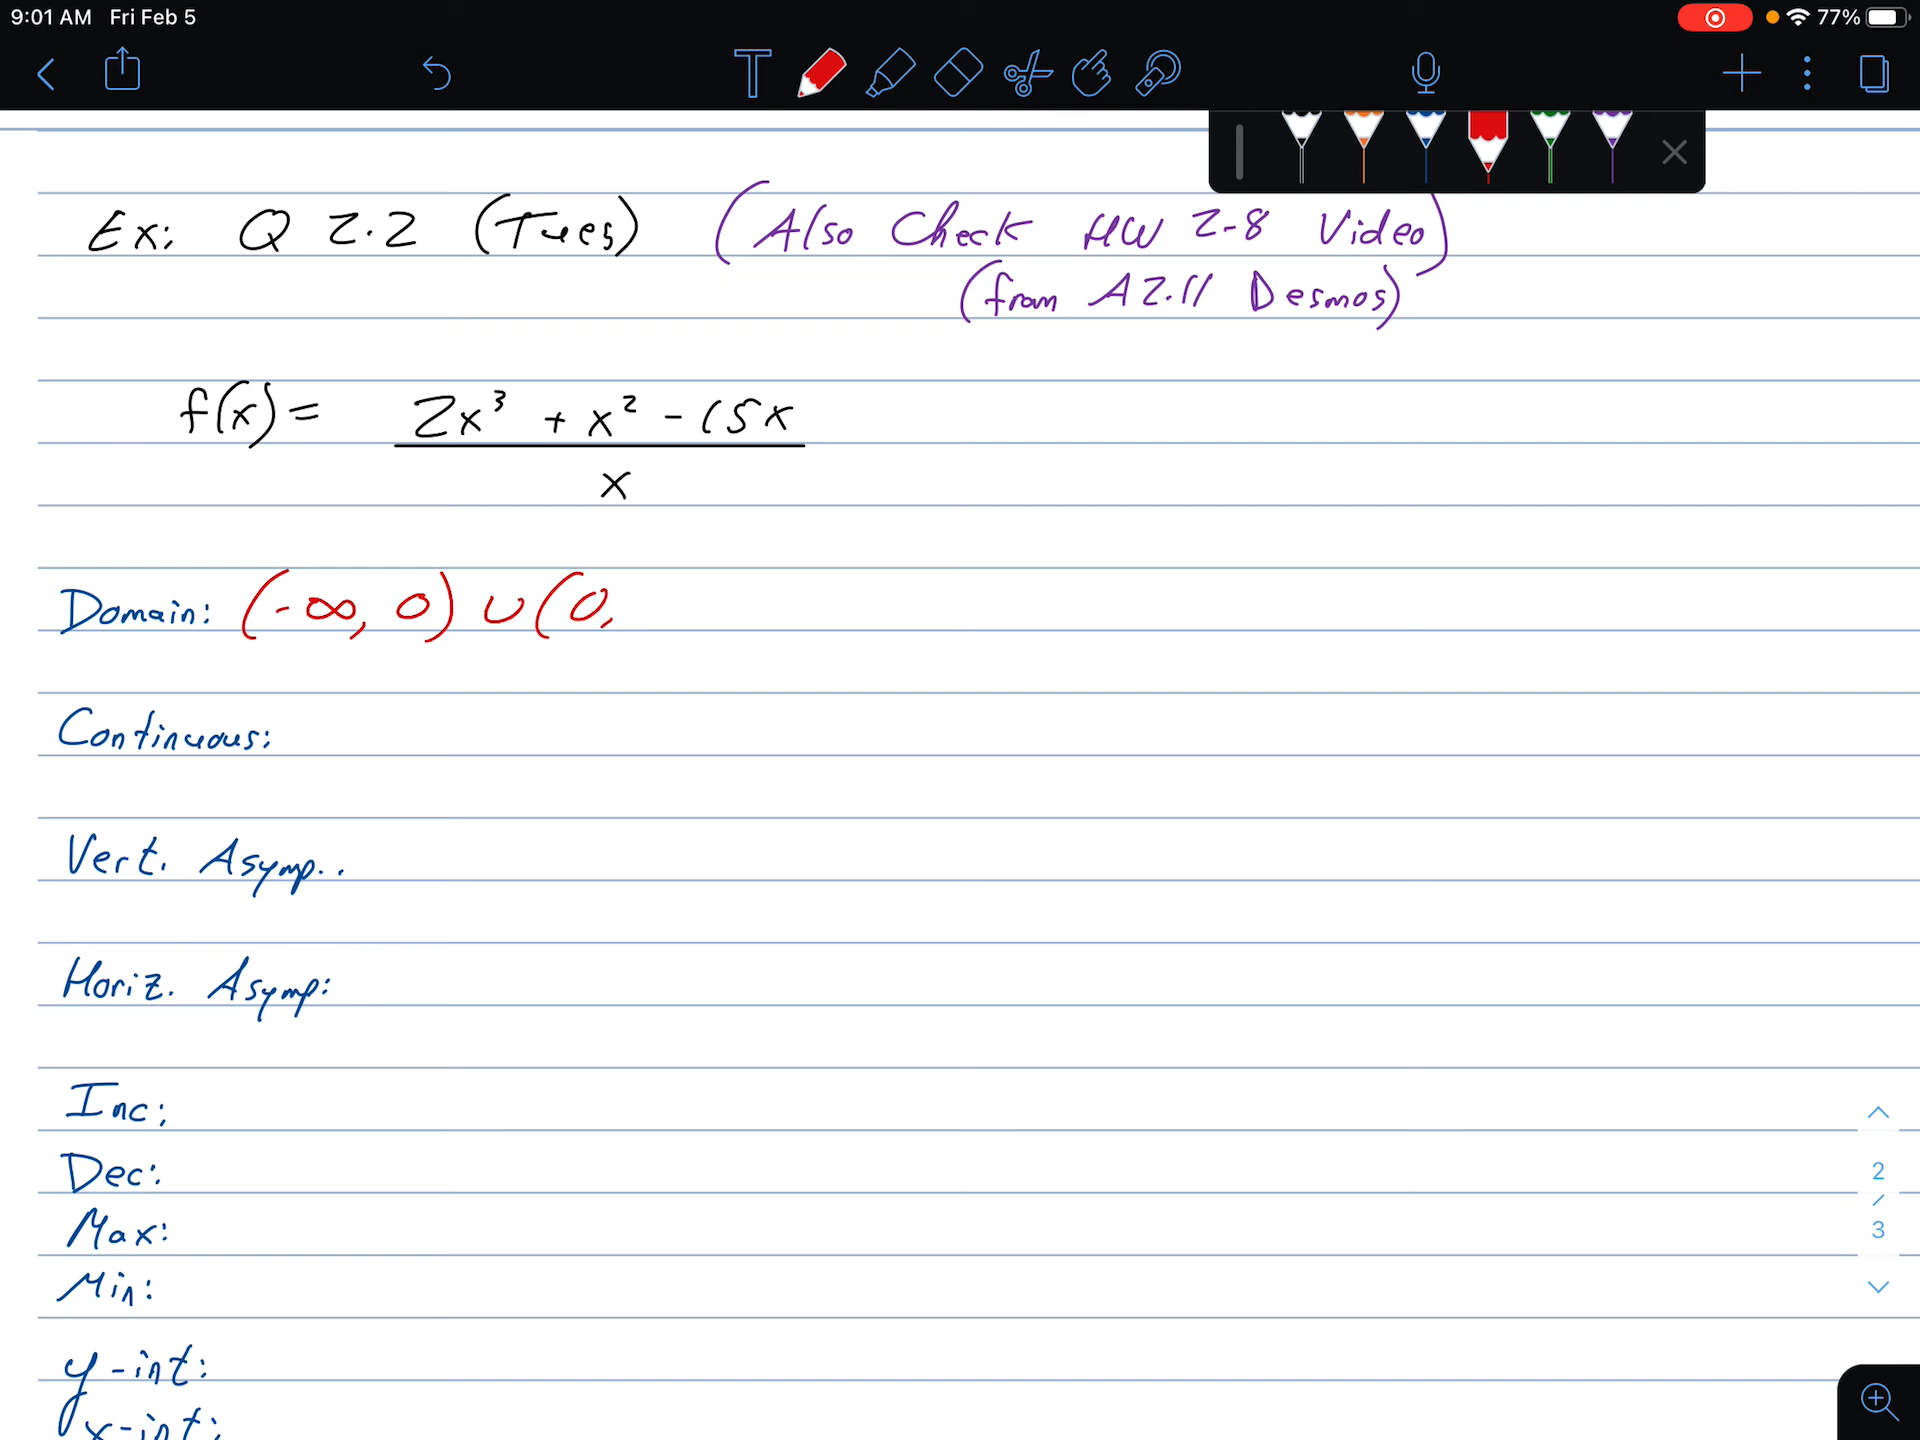 9:01 AM Fri Feb 5
77%
Ex: Q 2.2 (Tues) (Also Check HW 2-8 Video)
(from A2.11 Desmos)
f(x) = 2x³ + x² - 15x
x
Domain: (-∞, 0) ∪ (0,
Continuous:
Vert. Asymp..
Horiz. Asymp:
Inc:
Dec:
Max:
Min:
y-int:
x-int:
2
/
3